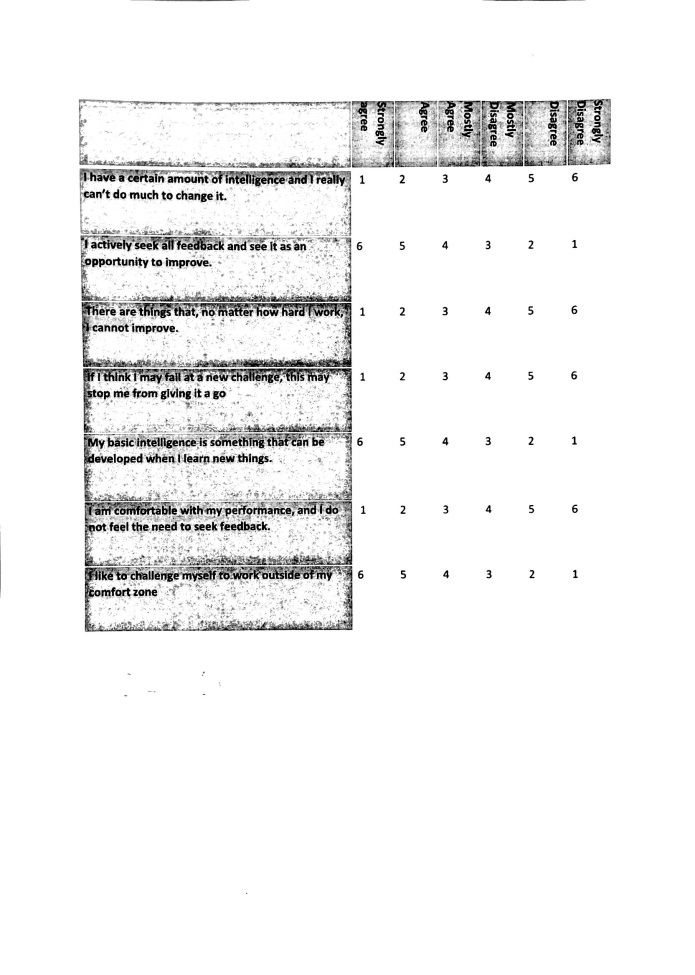 Strongly
agree
Agree
Mostly
Agree
Mostly
Disagree
Disagree
Strongly
Disagree
I have a certain amount of intelligence and I really 1 2 3 4 5 6
can't do much to change it.
I actively seek all feedback and see it as an 6 5 4 3 2 1
opportunity to improve.
There are things that, no matter how hard I work, 1 2 3 4 5 6
I cannot improve.
If I think I may fail at a new challenge, this may 1 2 3 4 5 6
stop me from giving it a go
My basic intelligence is something that can be 6 5 4 3 2 1
developed when I learn new things.
I am comfortable with my performance, and I do 1 2 3 4 5 6
not feel the need to seek feedback.
I like to challenge myself to work outside of my 6 5 4 3 2 1
comfort zone